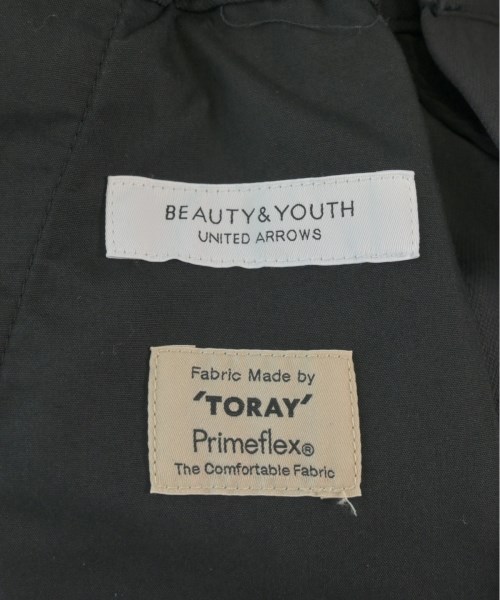 BEAUTY&YOUTH
UNITED ARROWS
Fabric Made by
'TORAY'
Primeflex®
The Comfortable Fabric